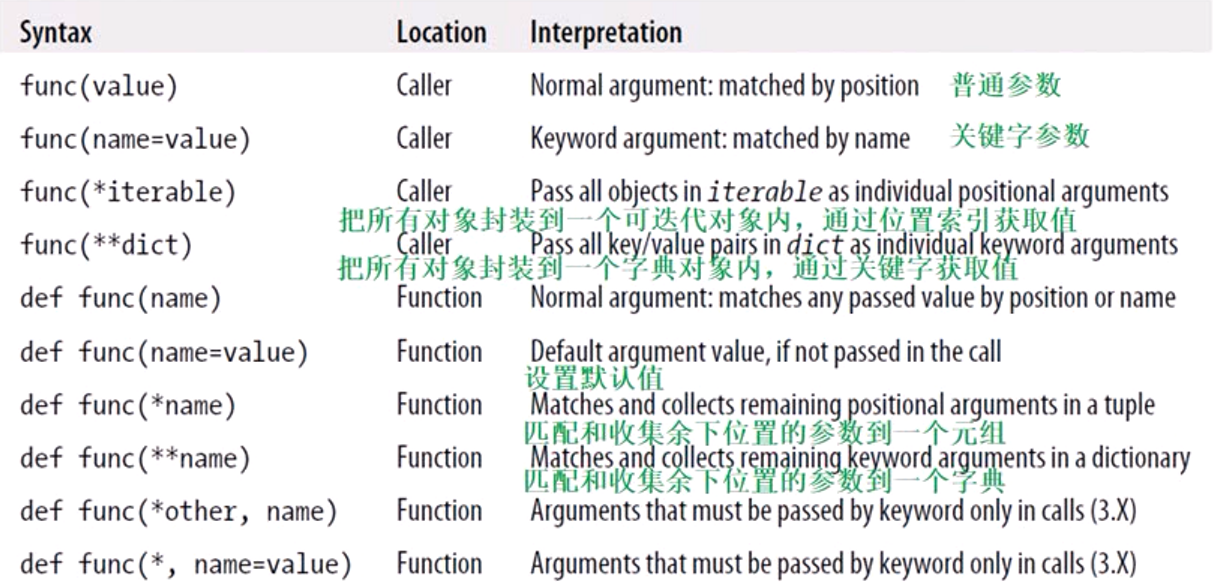 Syntax Location Interpretation
func(value) Caller Normal argument: matched by position 普通参数
func(name=value) Caller Keyword argument: matched by name 关键字参数
func(*iterable) Caller Pass all objects in iterable as individual positional arguments
把所有对象封装到一个可迭代对象内，通过位置索引获取值
func(**dict) Caller Pass all key/value pairs in dict as individual keyword arguments
把所有对象封装到一个字典对象内，通过关键字获取值
def func(name) Function Normal argument: matches any passed value by position or name
def func(name=value) Function Default argument value, if not passed in the call
设置默认值
def func(*name) Function Matches and collects remaining positional arguments in a tuple
匹配和收集余下位置的参数到一个元组
def func(**name) Function Matches and collects remaining keyword arguments in a dictionary
匹配和收集余下位置的参数到一个字典
def func(*other, name) Function Arguments that must be passed by keyword only in calls (3.X)
def func(*, name=value) Function Arguments that must be passed by keyword only in calls (3.X)